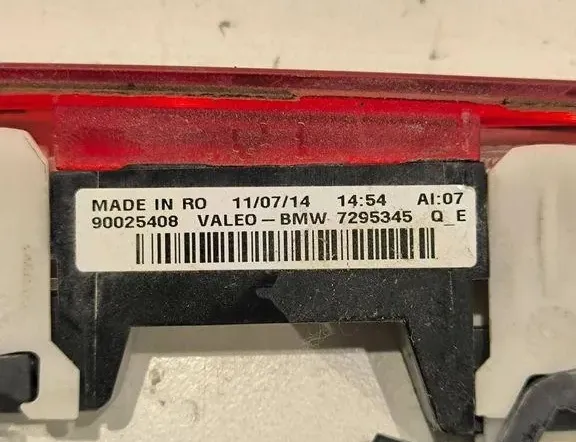 MADE IN RO 11/07/14 14:54 AI:07
90025408 VALEO-BMW 7295345 Q_E